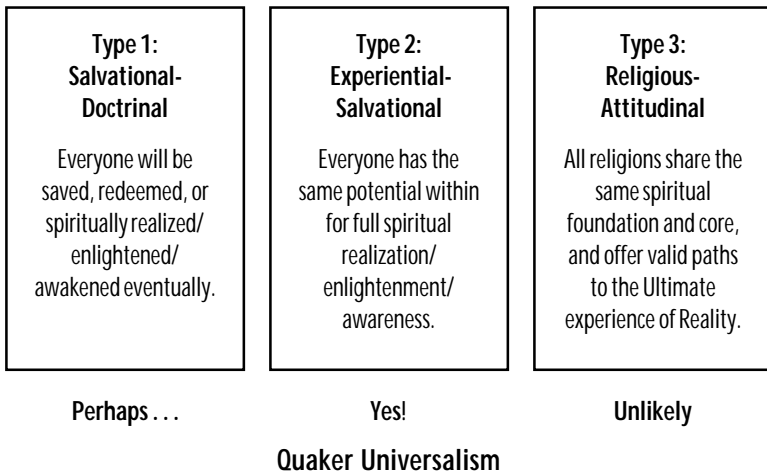 Type 1:
Salvational-
Doctrinal
Everyone will be
saved, redeemed, or
spiritually realized/
enlightened/
awakened eventually.
Type 2:
Experiential-
Salvational
Everyone has the
same potential within
for full spiritual
realization/
enlightenment/
awareness.
Type 3:
Religious-
Attitudinal
All religions share the
same spiritual
foundation and core,
and offer valid paths
to the Ultimate
experience of Reality.
Perhaps . . .
Yes!
Unlikely
Quaker Universalism